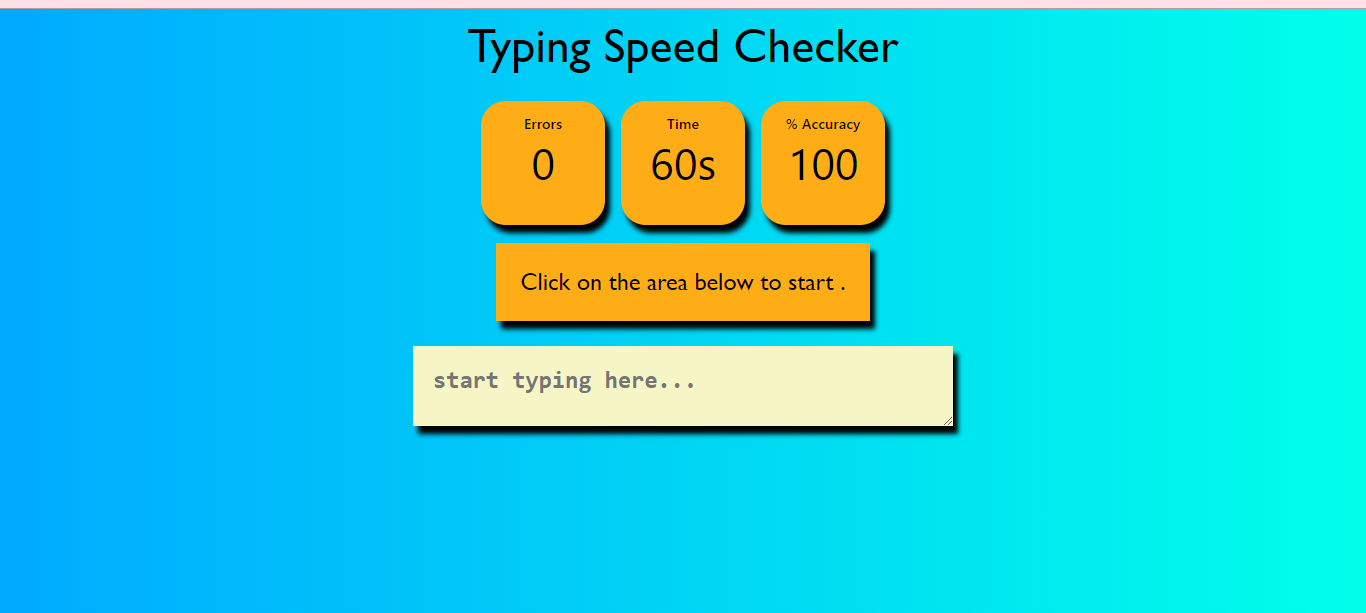 Typing Speed Checker
Errors
0
Time
60s
% Accuracy
100
Click on the area below to start .
start typing here...